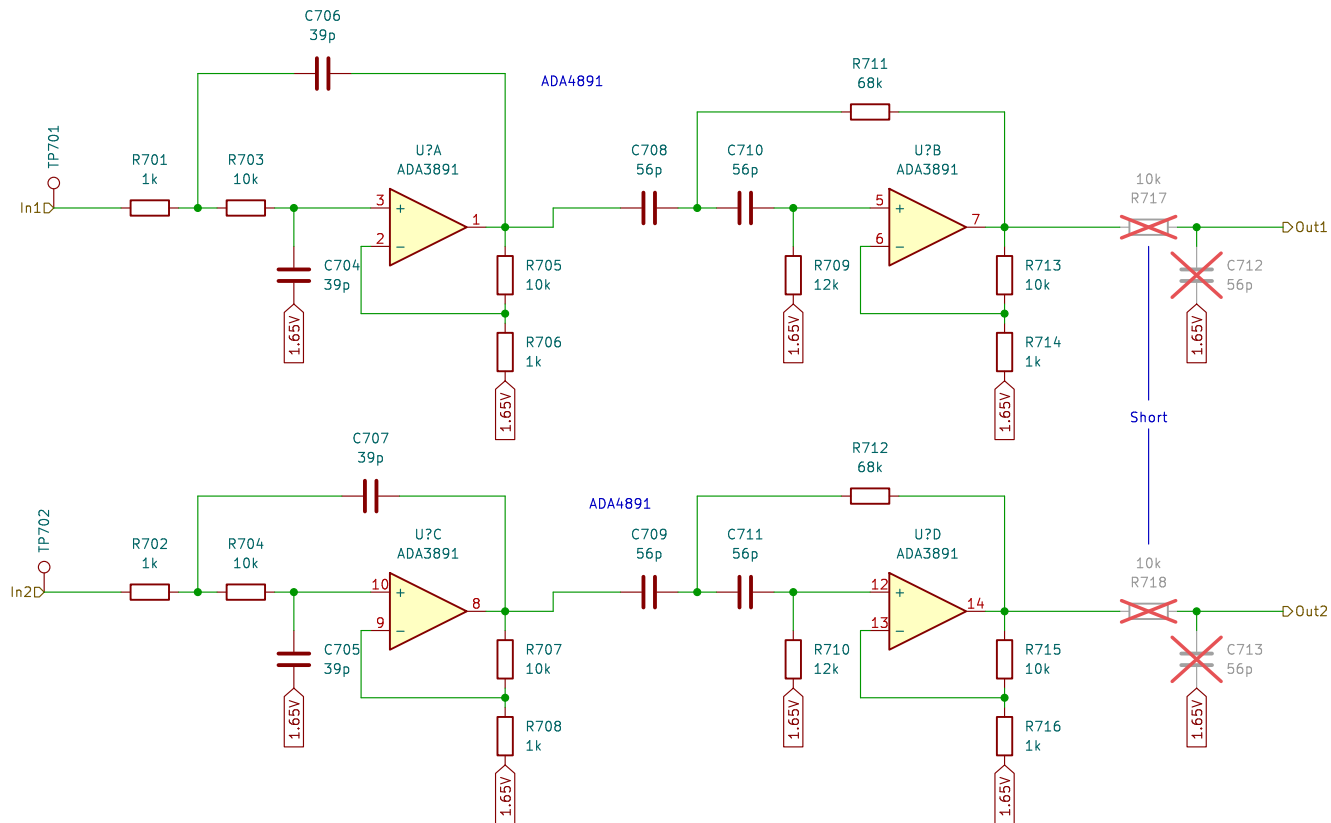 C706
39p
ADA4891
R711
68k
TP701
R701
1k
R703
10k
U?A
ADA3891
C708
56p
C710
56p
U?B
ADA3891
10k
R717
In1
3
+
2
−
1
5
+
6
−
7
Out1
C704
39p
R705
10k
R709
12k
R713
10k
C712
56p
1.65V
R706
1k
1.65V
R714
1k
1.65V
1.65V
1.65V
Short
C707
39p
R712
68k
ADA4891
TP702
R702
1k
R704
10k
U?C
ADA3891
C709
56p
C711
56p
U?D
ADA3891
10k
R718
In2
10
+
9
−
8
12
+
13
−
14
Out2
C705
39p
R707
10k
R710
12k
R715
10k
C713
56p
1.65V
R708
1k
1.65V
R716
1k
1.65V
1.65V
1.65V